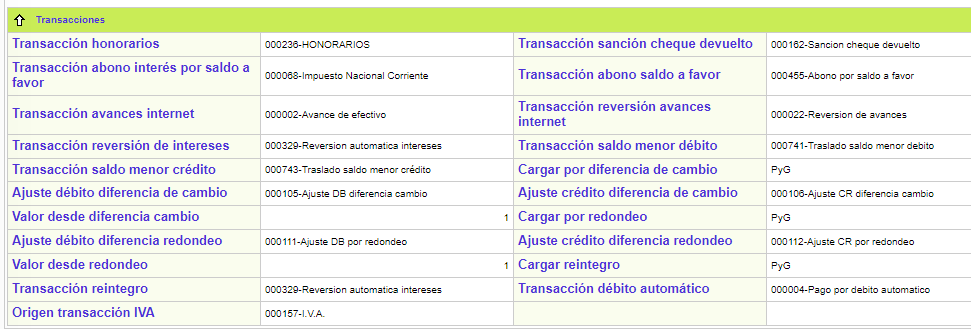 Transacciones
Transacción honorarios 000236-HONORARIOS Transacción sanción cheque devuelto 000162-Sancion cheque devuelto
Transacción abono interés por saldo a
favor 000068-Impuesto Nacional Corriente Transacción abono saldo a favor 000455-Abono por saldo a favor
Transacción avances internet 000002-Avance de efectivo Transacción reversión avances
internet 000022-Reversion de avances
Transacción reversión de intereses 000329-Reversion automatica intereses Transacción saldo menor débito 000741-Traslado saldo menor debito
Transacción saldo menor crédito 000743-Traslado saldo menor crédito Cargar por diferencia de cambio PyG
Ajuste débito diferencia de cambio 000105-Ajuste DB diferencia cambio Ajuste crédito diferencia de cambio 000106-Ajuste CR diferencia cambio
Valor desde diferencia cambio 1 Cargar por redondeo PyG
Ajuste débito diferencia redondeo 000111-Ajuste DB por redondeo Ajuste crédito diferencia redondeo 000112-Ajuste CR por redondeo
Valor desde redondeo 1 Cargar reintegro PyG
Transacción reintegro 000329-Reversion automatica intereses Transacción débito automático 000004-Pago por debito automatico
Origen transacción IVA 000157-I.V.A.